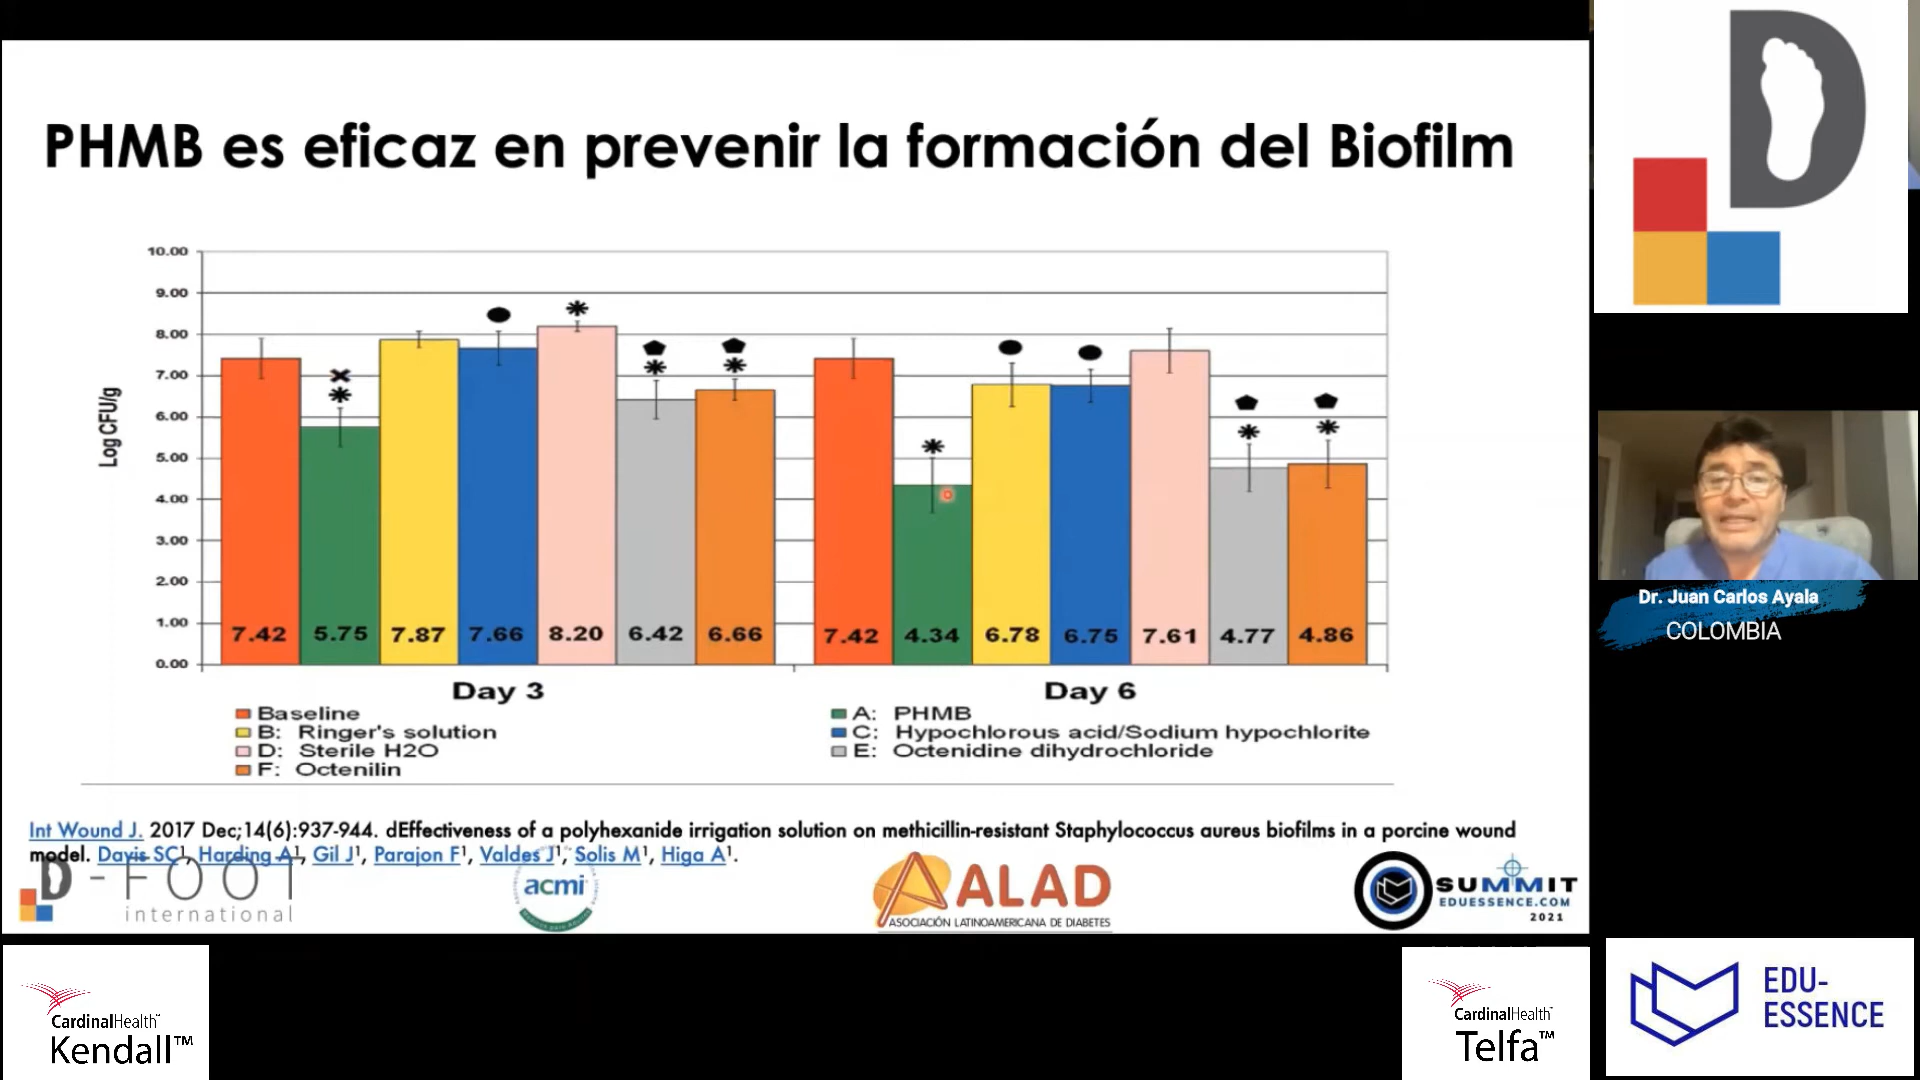 PHMB es eficaz en prevenir la formación del Biofilm
10.00
9.00
8.00
7.00
6.00
5.00
4.00
3.00
2.00
1.00
0.00
Log CFU/g
7.42 5.75 7.87 7.66 8.20 6.42 6.66
7.42 4.34 6.78 6.75 7.61 4.77 4.86
Day 3
Day 6
Baseline
A: PHMB
B: Ringer's solution
C: Hypochlorous acid/Sodium hypochlorite
D: Sterile H2O
E: Octenidine dihydrochloride
F: Octenilin
Int Wound J. 2017 Dec;14(6):937-944. dEffectiveness of a polyhexanide irrigation solution on methicillin-resistant Staphylococcus aureus biofilms in a porcine wound
model. Davis SC¹, Harding A¹, Gil J¹, Parajon F¹, Valdes J¹, Solis M¹, Higa A¹.
D-FOOT
international
acmi
ALAD
ASOCIACIÓN LATINOAMERICANA DE DIABETES
SUMMIT
EDUESSENCE.COM
2021
D
Dr. Juan Carlos Ayala
COLOMBIA
CardinalHealth™
Kendall™
CardinalHealth™
Telfa™
EDU-
ESSENCE